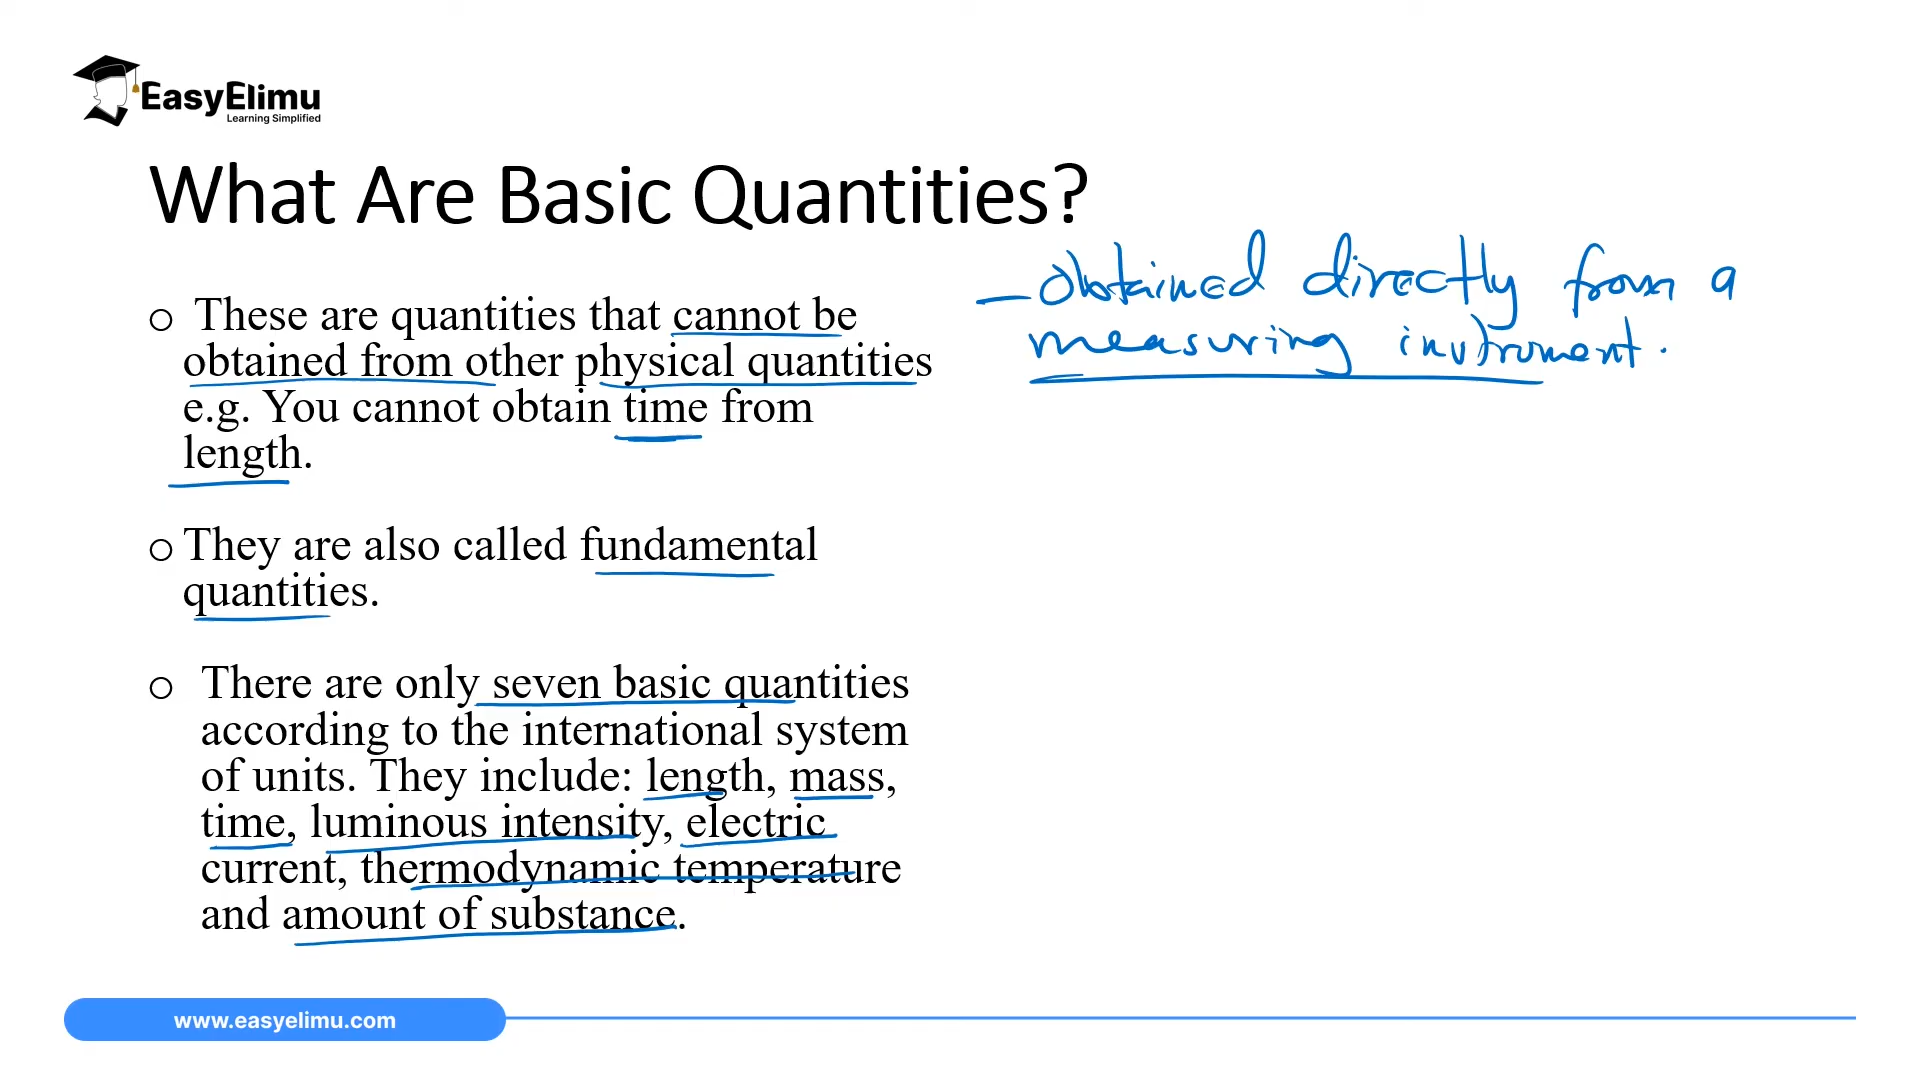 EasyElimu
Learning Simplified
What Are Basic Quantities?
- Obtained directly from a
measuring instrument.
o These are quantities that cannot be
obtained from other physical quantities
e.g. You cannot obtain time from
length.
o They are also called fundamental
quantities.
o There are only seven basic quantities
according to the international system
of units. They include: length, mass,
time, luminous intensity, electric
current, thermodynamic temperature
and amount of substance.
www.easyelimu.com